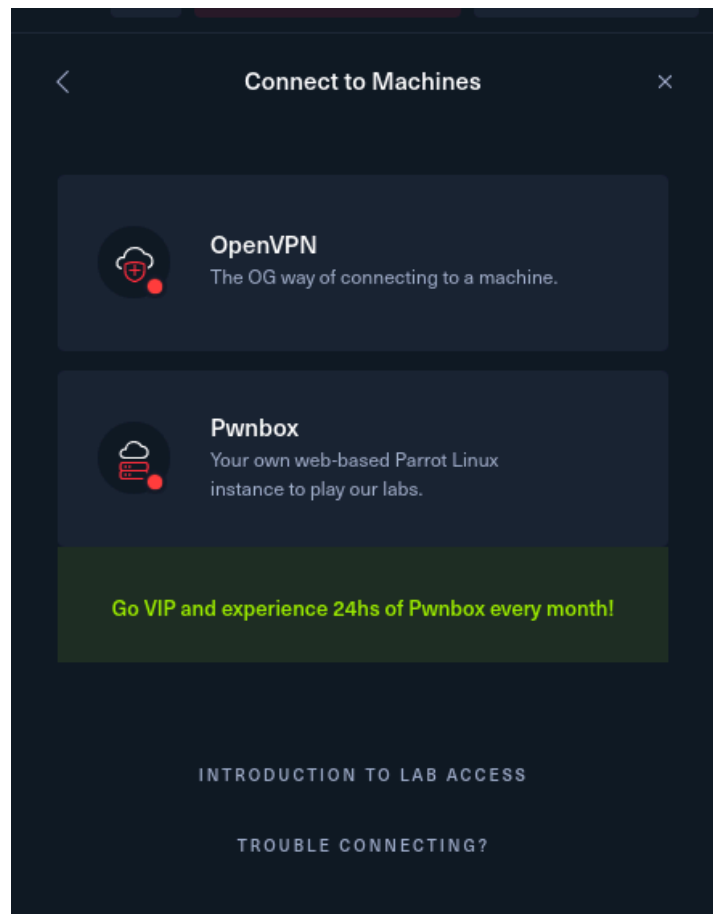 Connect to Machines
OpenVPN
The OG way of connecting to a machine.
Pwnbox
Your own web-based Parrot Linux
instance to play our labs.
Go VIP and experience 24hs of Pwnbox every month!
INTRODUCTION TO LAB ACCESS
TROUBLE CONNECTING?